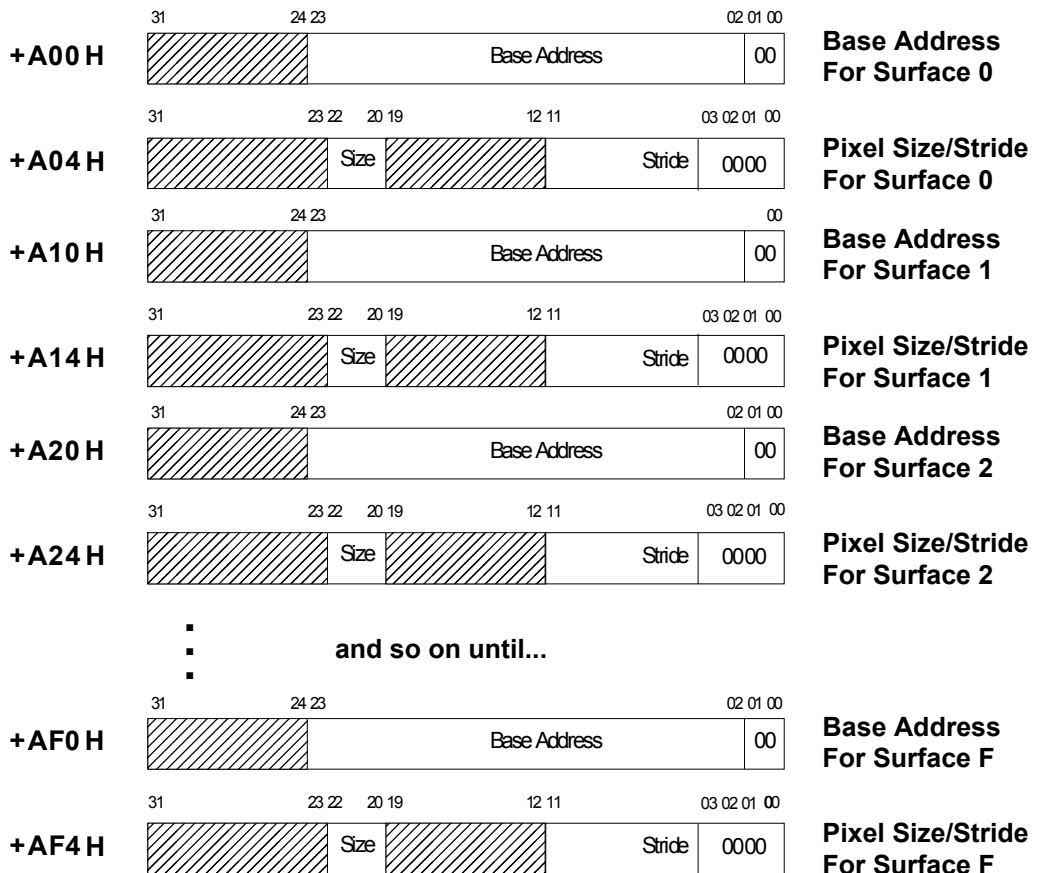 31 24 23 02 01 00
+A00 H Base Address 00 Base Address
For Surface 0
31 23 22 20 19 12 11 03 02 01 00
+A04 H Size Stride 0000 Pixel Size/Stride
For Surface 0
31 24 23 00
+A10 H Base Address 00 Base Address
For Surface 1
31 23 22 20 19 12 11 03 02 01 00
+A14 H Size Stride 0000 Pixel Size/Stride
For Surface 1
31 24 23 02 01 00
+A20 H Base Address 00 Base Address
For Surface 2
31 23 22 20 19 12 11 03 02 01 00
+A24 H Size Stride 0000 Pixel Size/Stride
For Surface 2
and so on until...
31 24 23 02 01 00
+AF0 H Base Address 00 Base Address
For Surface F
31 23 22 20 19 12 11 03 02 01 00
+AF4 H Size Stride 0000 Pixel Size/Stride
For Surface F